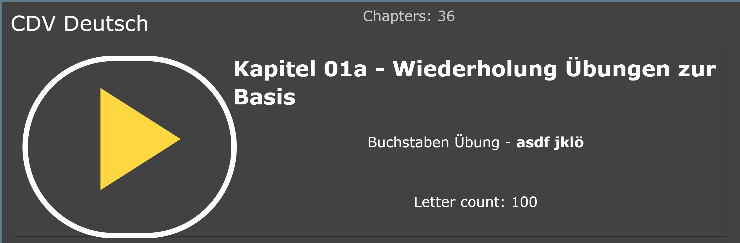 CDV Deutsch
Chapters: 36
Kapitel 01a - Wiederholung Übungen zur
Basis
Buchstaben Übung - asdf jklö
Letter count: 100